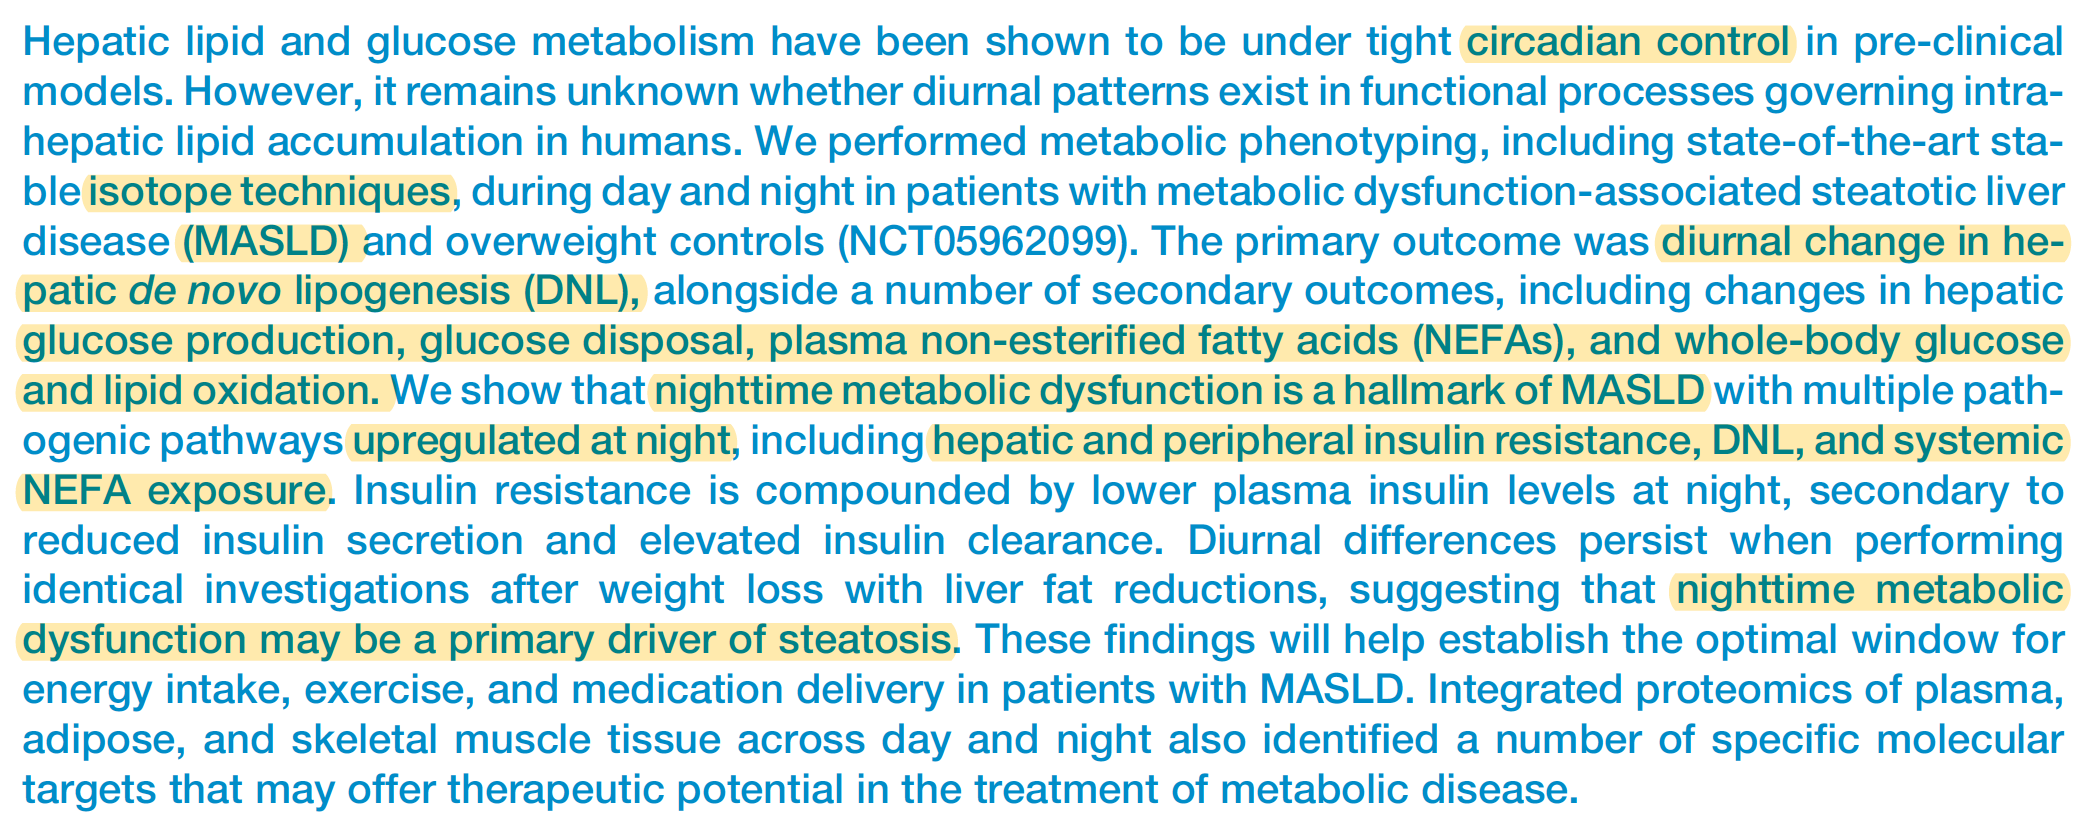 Hepatic lipid and glucose metabolism have been shown to be under tight circadian control in pre-clinical
models. However, it remains unknown whether diurnal patterns exist in functional processes governing intra-
hepatic lipid accumulation in humans. We performed metabolic phenotyping, including state-of-the-art sta-
ble isotope techniques, during day and night in patients with metabolic dysfunction-associated steatotic liver
disease (MASLD) and overweight controls (NCT05962099). The primary outcome was diurnal change in he-
patic de novo lipogenesis (DNL), alongside a number of secondary outcomes, including changes in hepatic
glucose production, glucose disposal, plasma non-esterified fatty acids (NEFAs), and whole-body glucose
and lipid oxidation. We show that nighttime metabolic dysfunction is a hallmark of MASLD with multiple path-
ogenic pathways upregulated at night, including hepatic and peripheral insulin resistance, DNL, and systemic
NEFA exposure. Insulin resistance is compounded by lower plasma insulin levels at night, secondary to
reduced insulin secretion and elevated insulin clearance. Diurnal differences persist when performing
identical investigations after weight loss with liver fat reductions, suggesting that nighttime metabolic
dysfunction may be a primary driver of steatosis. These findings will help establish the optimal window for
energy intake, exercise, and medication delivery in patients with MASLD. Integrated proteomics of plasma,
adipose, and skeletal muscle tissue across day and night also identified a number of specific molecular
targets that may offer therapeutic potential in the treatment of metabolic disease.